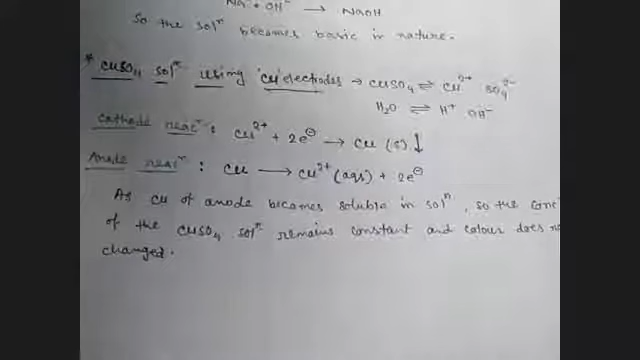 Na⁺ + OH⁻ → NaOH
So the solⁿ becomes basic in nature.
* CuSO₄ solⁿ using 'Cu' electrodes → CuSO₄ ⇌ Cu²⁺ SO₄²⁻
H₂O ⇌ H⁺ OH⁻
Cathode reacⁿ : Cu²⁺ + 2e⊖ → Cu (s) ↓
Anode reacⁿ : Cu → Cu²⁺ (aqs) + 2e⊖
As Cu of anode becomes soluble in solⁿ, so the conc
of the CuSO₄ solⁿ remains constant and colour does no
changed.